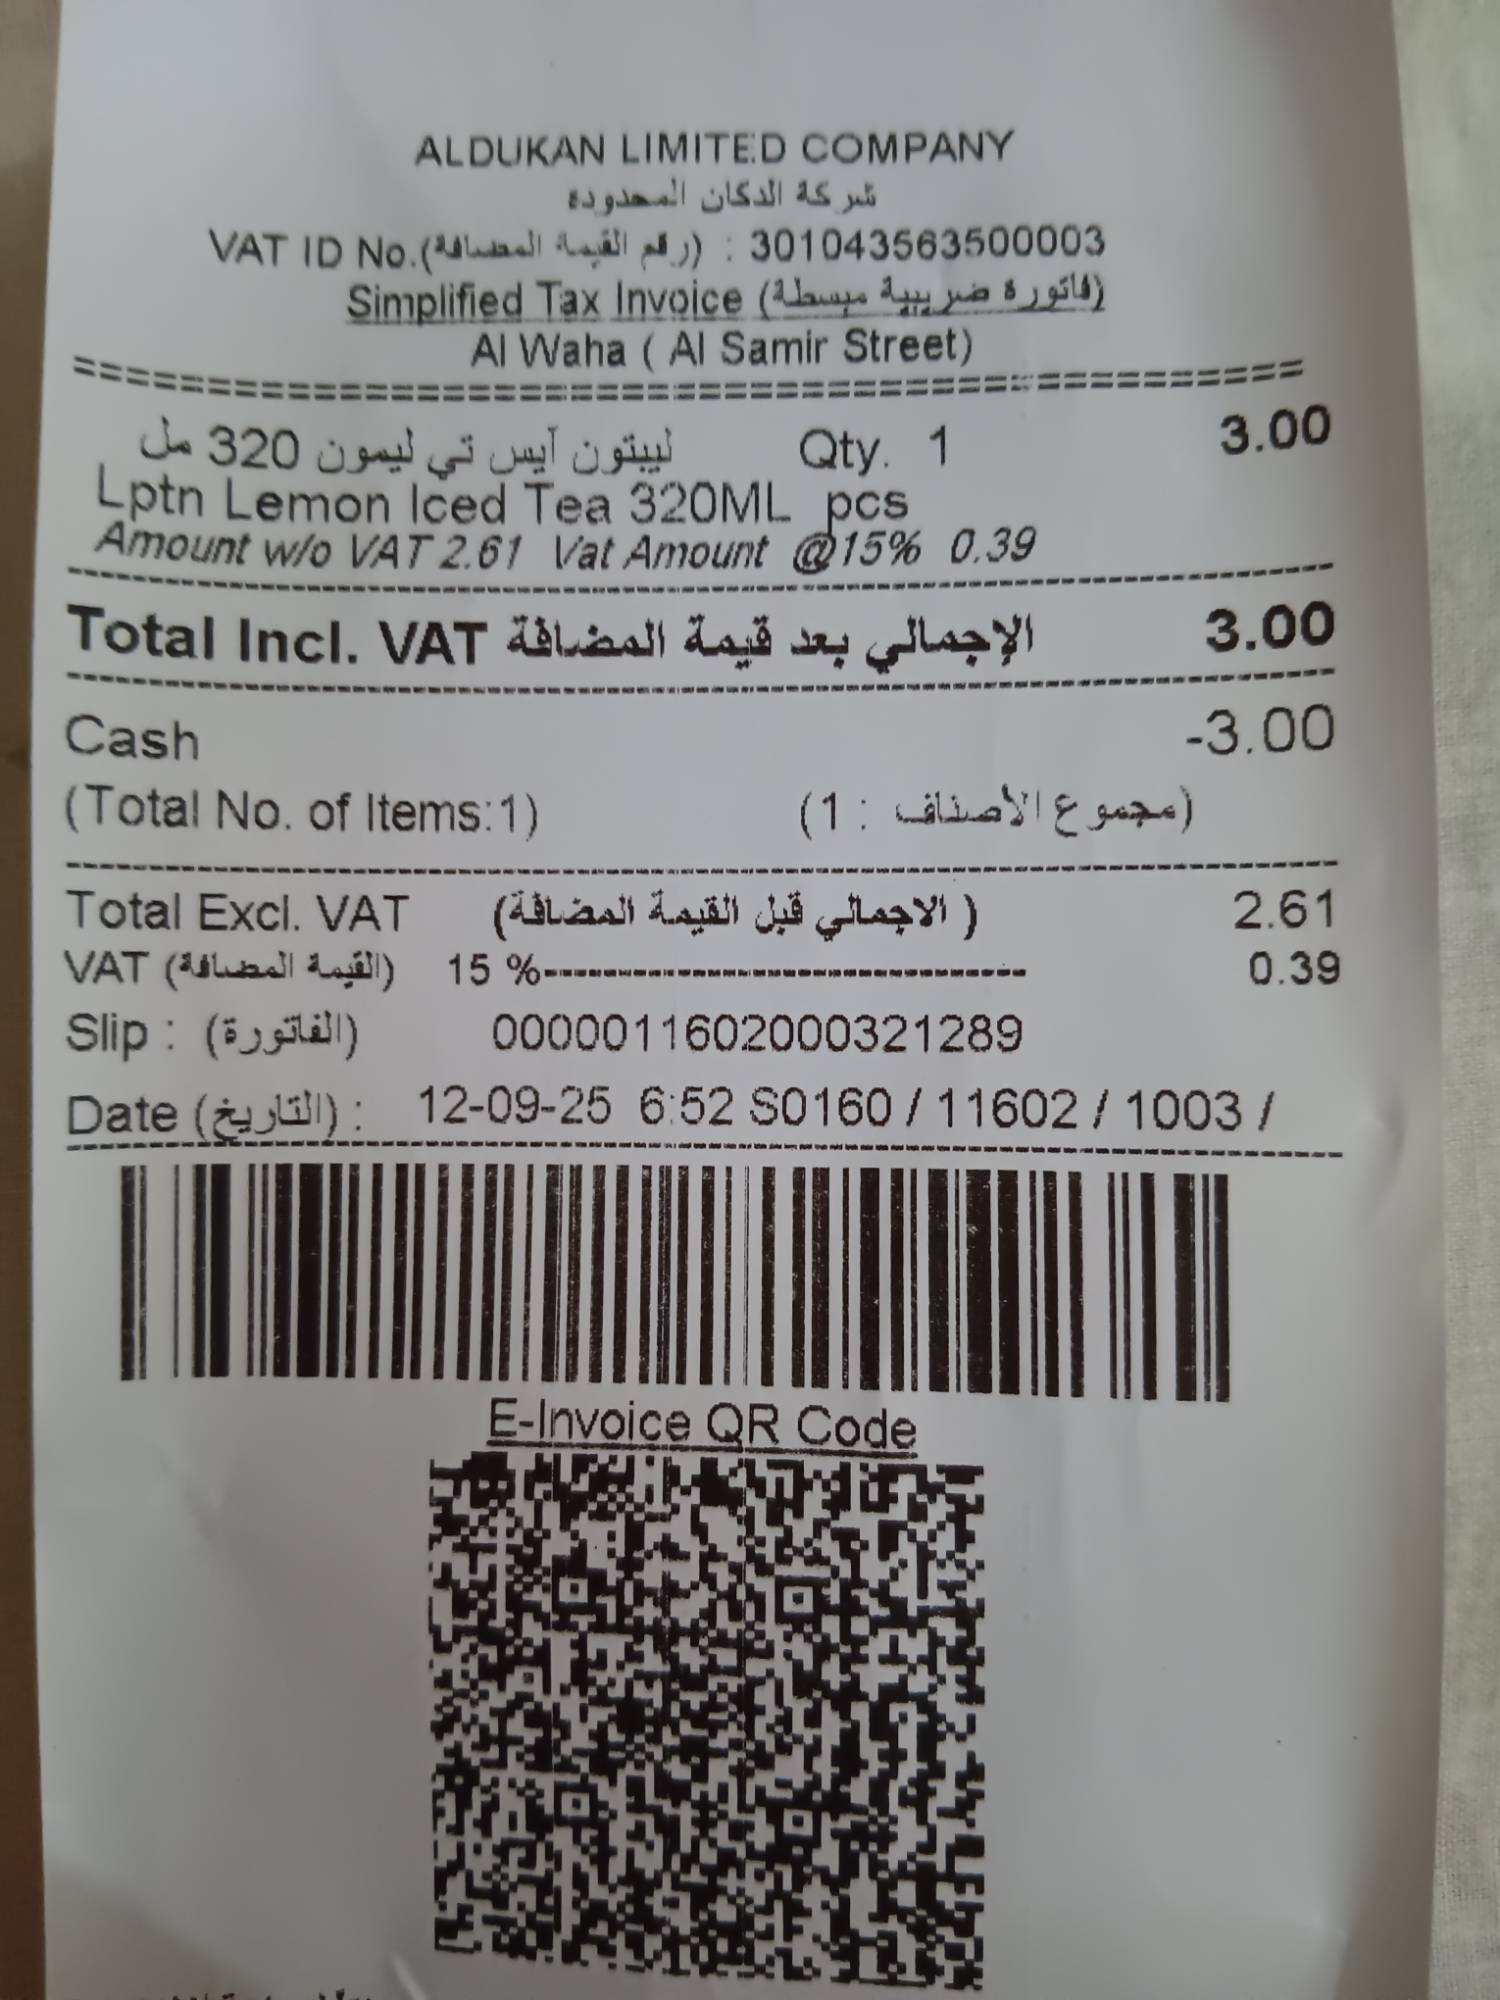 ALDUKAN LIMITED COMPANY
شركة الدكان المحدودة
VAT ID No.(رقم القيمة المضافة) : 301043563500003
Simplified Tax Invoice (فاتورة ضريبية مبسطة)
Al Waha ( Al Samir Street)
ليبتون آيس تي ليمون 320 مل Qty. 1 3.00
Lptn Lemon Iced Tea 320ML pcs
Amount w/o VAT 2.61 Vat Amount @15% 0.39
Total Incl. VAT الإجمالي بعد قيمة المضافة 3.00
Cash -3.00
(Total No. of Items:1) (مجموع الأصناف : 1)
Total Excl. VAT ( الاجمالي قبل القيمة المضافة) 2.61
VAT (القيمة المضافة) 15 % 0.39
Slip : (الفاتورة) 0000011602000321289
Date (التاريخ) : 12-09-25 6:52 S0160 / 11602 / 1003 /
E-Invoice QR Code